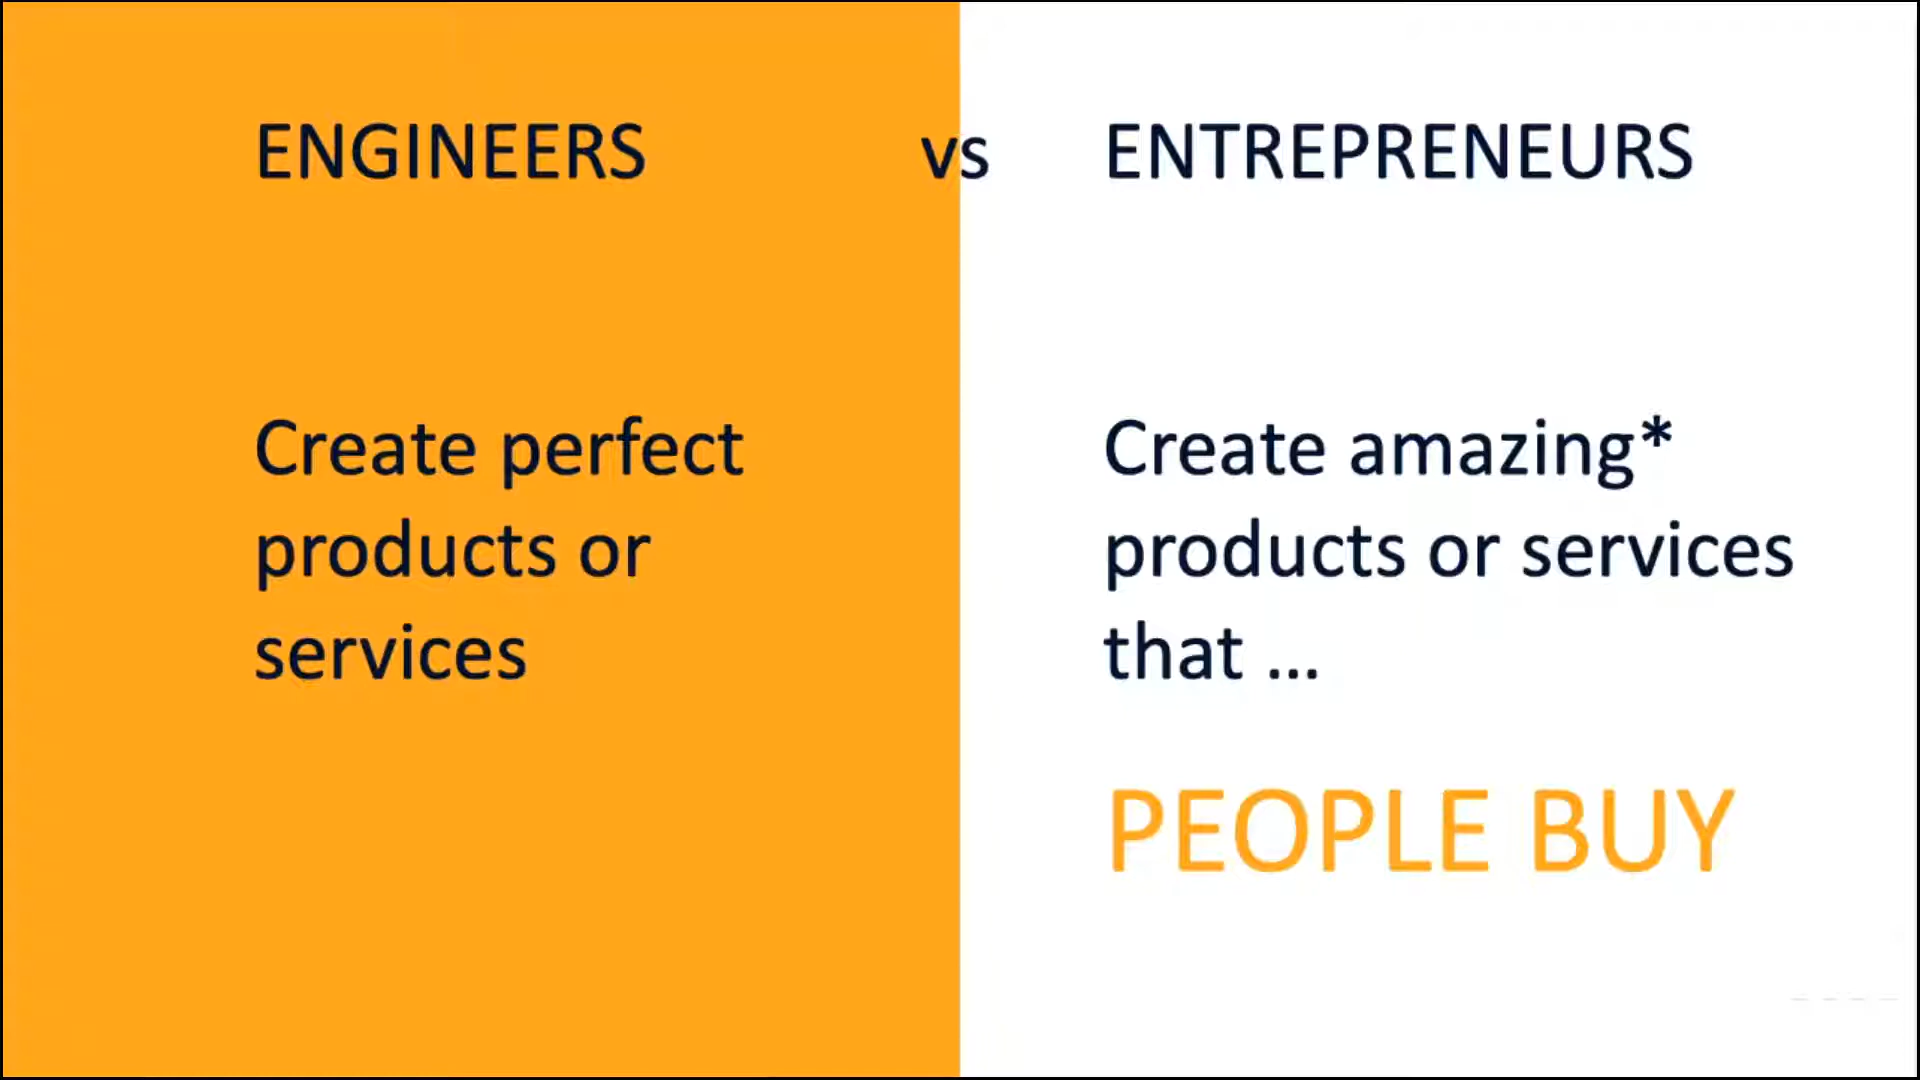 ENGINEERS vs ENTREPRENEURS
Create perfect
products or
services
Create amazing*
products or services
that ...
PEOPLE BUY